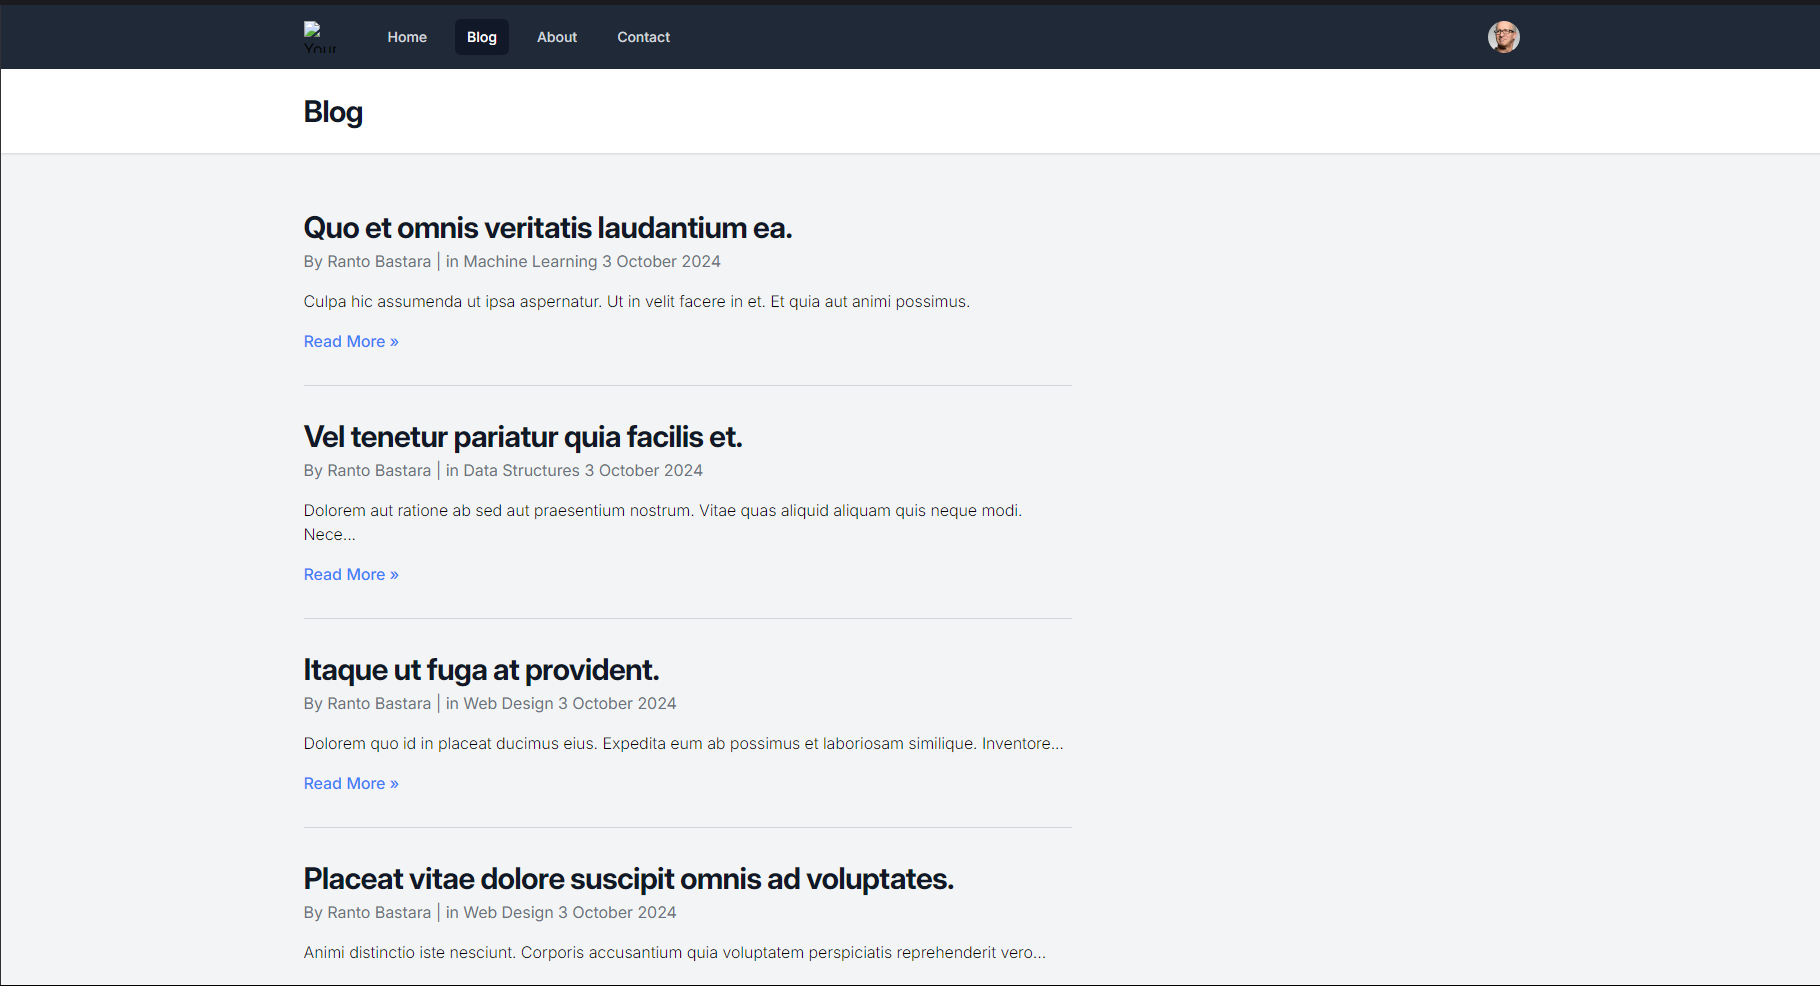 Your
Home Blog About Contact
Blog
Quo et omnis veritatis laudantium ea.
By Ranto Bastara | in Machine Learning 3 October 2024
Culpa hic assumenda ut ipsa aspernatur. Ut in velit facere in et. Et quia aut animi possimus.
Read More »
Vel tenetur pariatur quia facilis et.
By Ranto Bastara | in Data Structures 3 October 2024
Dolorem aut ratione ab sed aut praesentium nostrum. Vitae quas aliquid aliquam quis neque modi.
Nece...
Read More »
Itaque ut fuga at provident.
By Ranto Bastara | in Web Design 3 October 2024
Dolorem quo id in placeat ducimus eius. Expedita eum ab possimus et laboriosam similique. Inventore...
Read More »
Placeat vitae dolore suscipit omnis ad voluptates.
By Ranto Bastara | in Web Design 3 October 2024
Animi distinctio iste nesciunt. Corporis accusantium quia voluptatem perspiciatis reprehenderit vero...